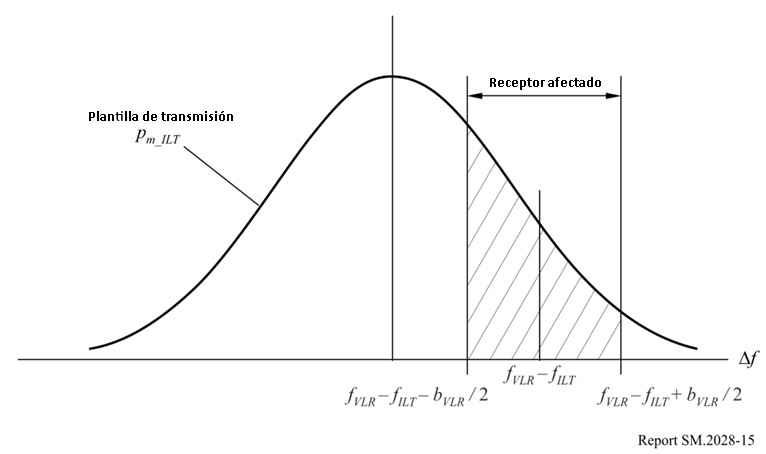 Receptor afectado
Plantilla de transmisión
p_m_ILT
Δf
f_VLR – f_ILT
f_VLR – f_ILT – b_VLR / 2
f_VLR – f_ILT + b_VLR / 2
Report SM.2028-15